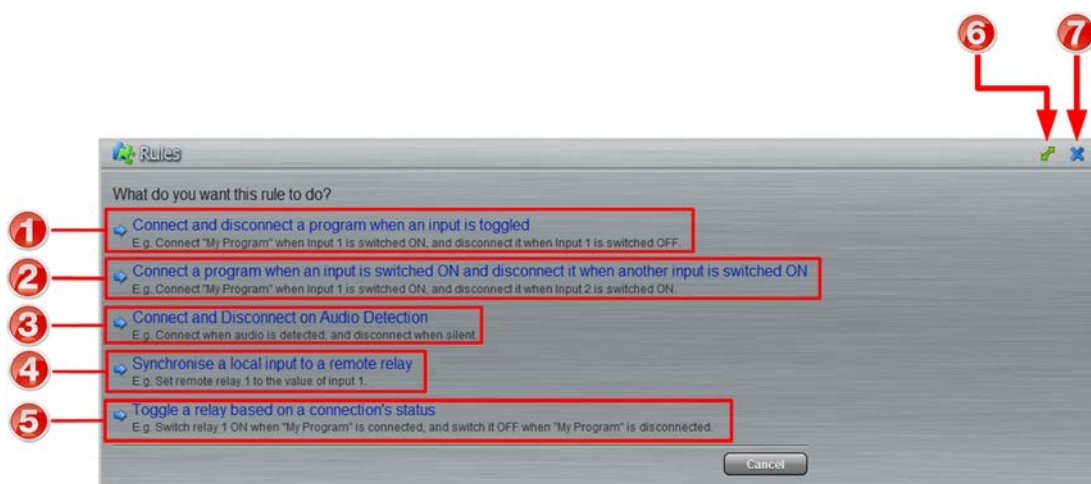 6 7
Rules
What do you want this rule to do?
1 Connect and disconnect a program when an input is toggled
E.g. Connect "My Program" when Input 1 is switched ON, and disconnect it when Input 1 is switched OFF.
2 Connect a program when an input is switched ON and disconnect it when another input is switched ON
E.g. Connect "My Program" when Input 1 is switched ON, and disconnect it when Input 2 is switched ON.
3 Connect and Disconnect on Audio Detection
E.g. Connect when audio is detected, and disconnect when silent.
4 Synchronise a local input to a remote relay
E.g. Set remote relay 1 to the value of input 1.
5 Toggle a relay based on a connection's status
E.g. Switch relay 1 ON when "My Program" is connected, and switch it OFF when "My Program" is disconnected.
Cancel